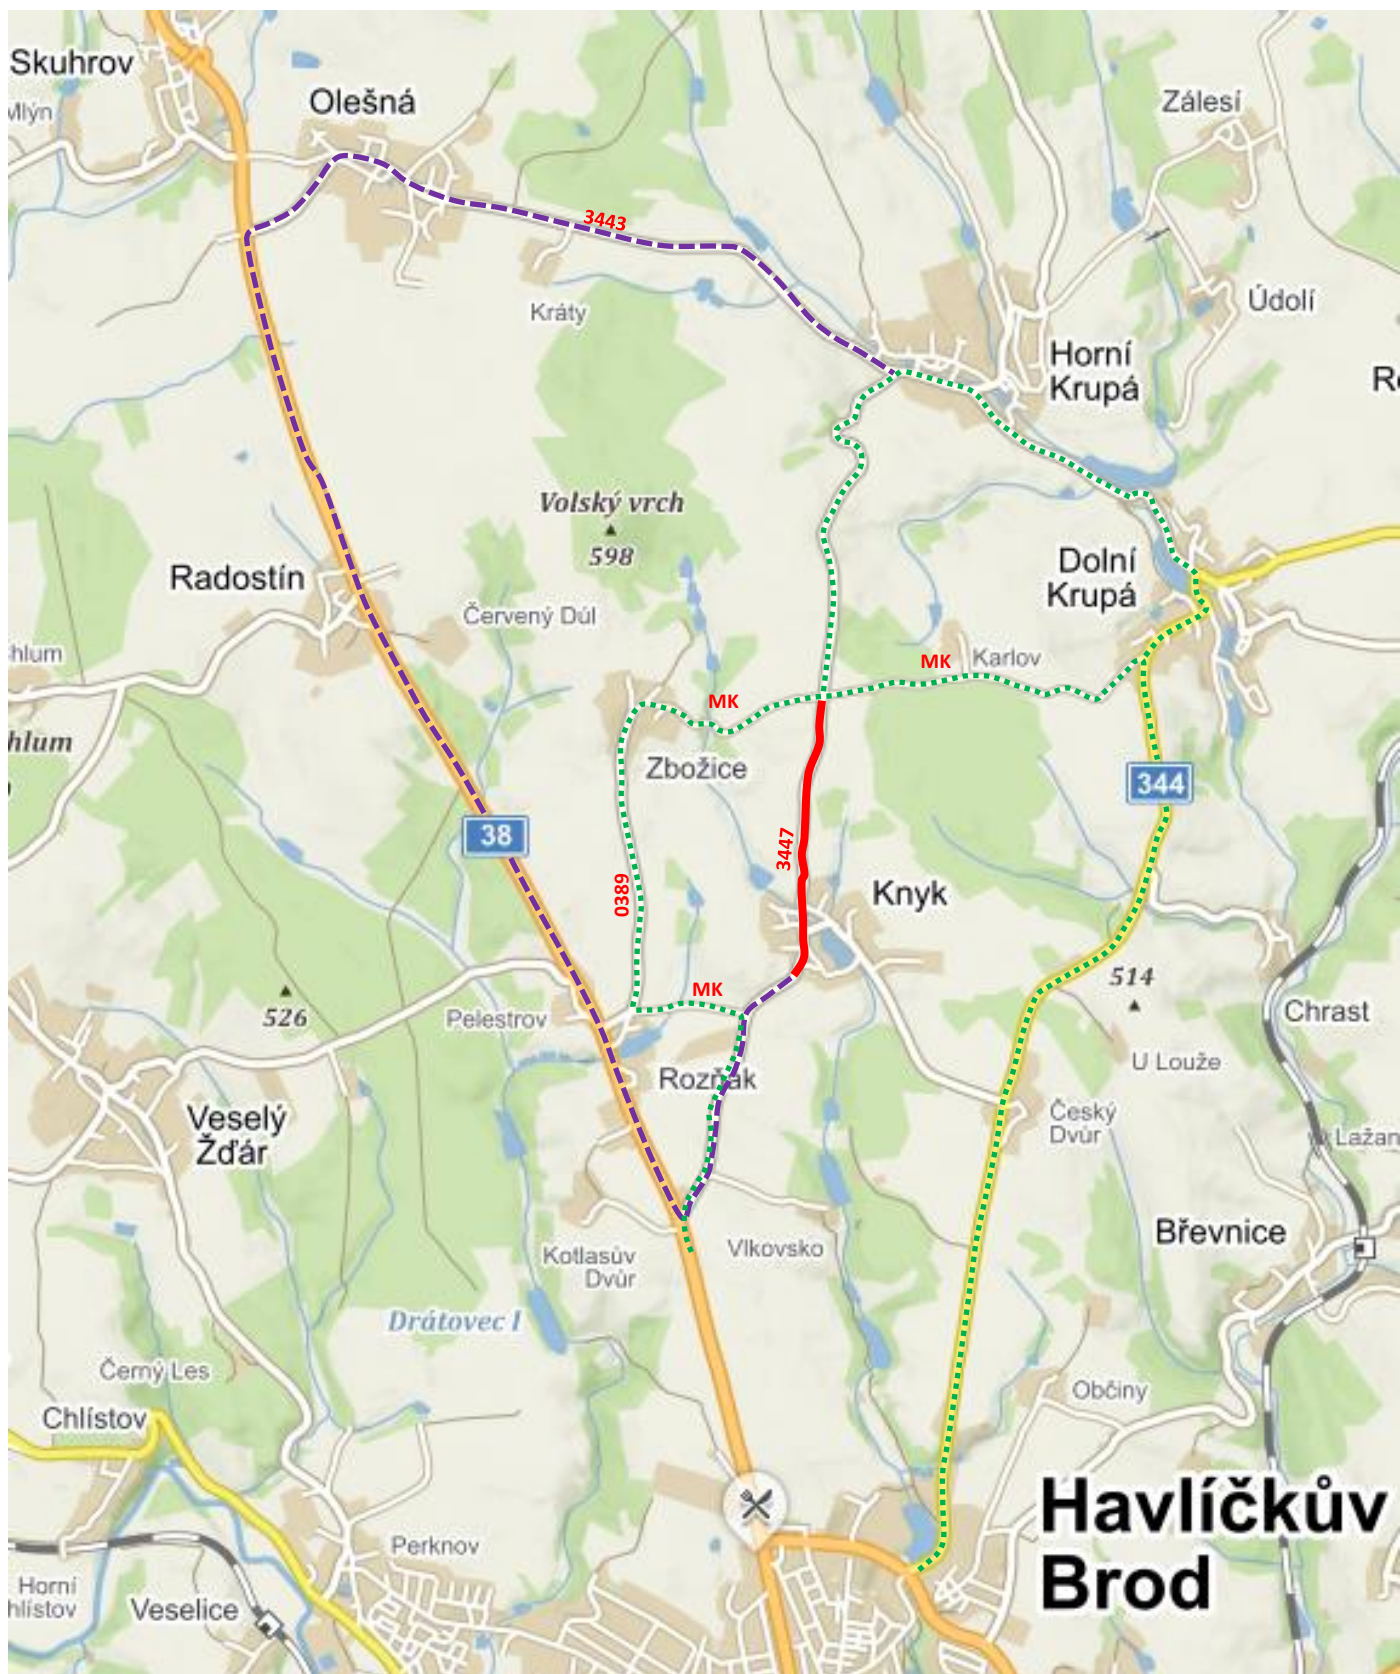 Skuhrov
Mlýn
Olešná
Zálesí
3443
Údolí
Kráty
Horní
Krupá
Volský vrch
598
Dolní
Krupá
Radostín
Červený Důl
hlum
MK
Karlov
MK
hlum
Zbožice
344
38
3447
0389
Knyk
514
MK
526
Pelestrov
Chrast
U Louže
Rozňák
Veselý
Žďár
Český
Dvůr
Lažan
Břevnice
Vlkovsko
Kotlasův
Dvůr
Drátovec I
Černý Les
Občiny
Chlístov
Havlíčkův
Brod
Perknov
Horní
hlístov
Veselice